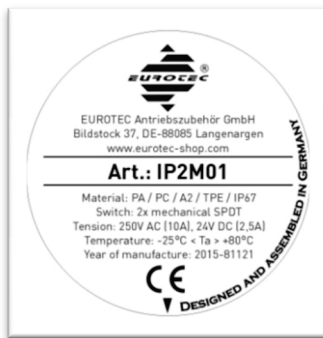 EUROTEC ®
EUROTEC Antriebszubehör GmbH
Bildstock 37, DE-88085 Langenargen
www.eurotec-shop.com
Art.: IP2M01
Material: PA / PC / A2 / TPE / IP67
Switch: 2x mechanical SPDT
Tension: 250V AC (10A), 24V DC (2,5A)
Temperature: -25°C < Ta > +80°C
Year of manufacture: 2015-81121
CE
DESIGNED AND ASSEMBLED IN GERMANY